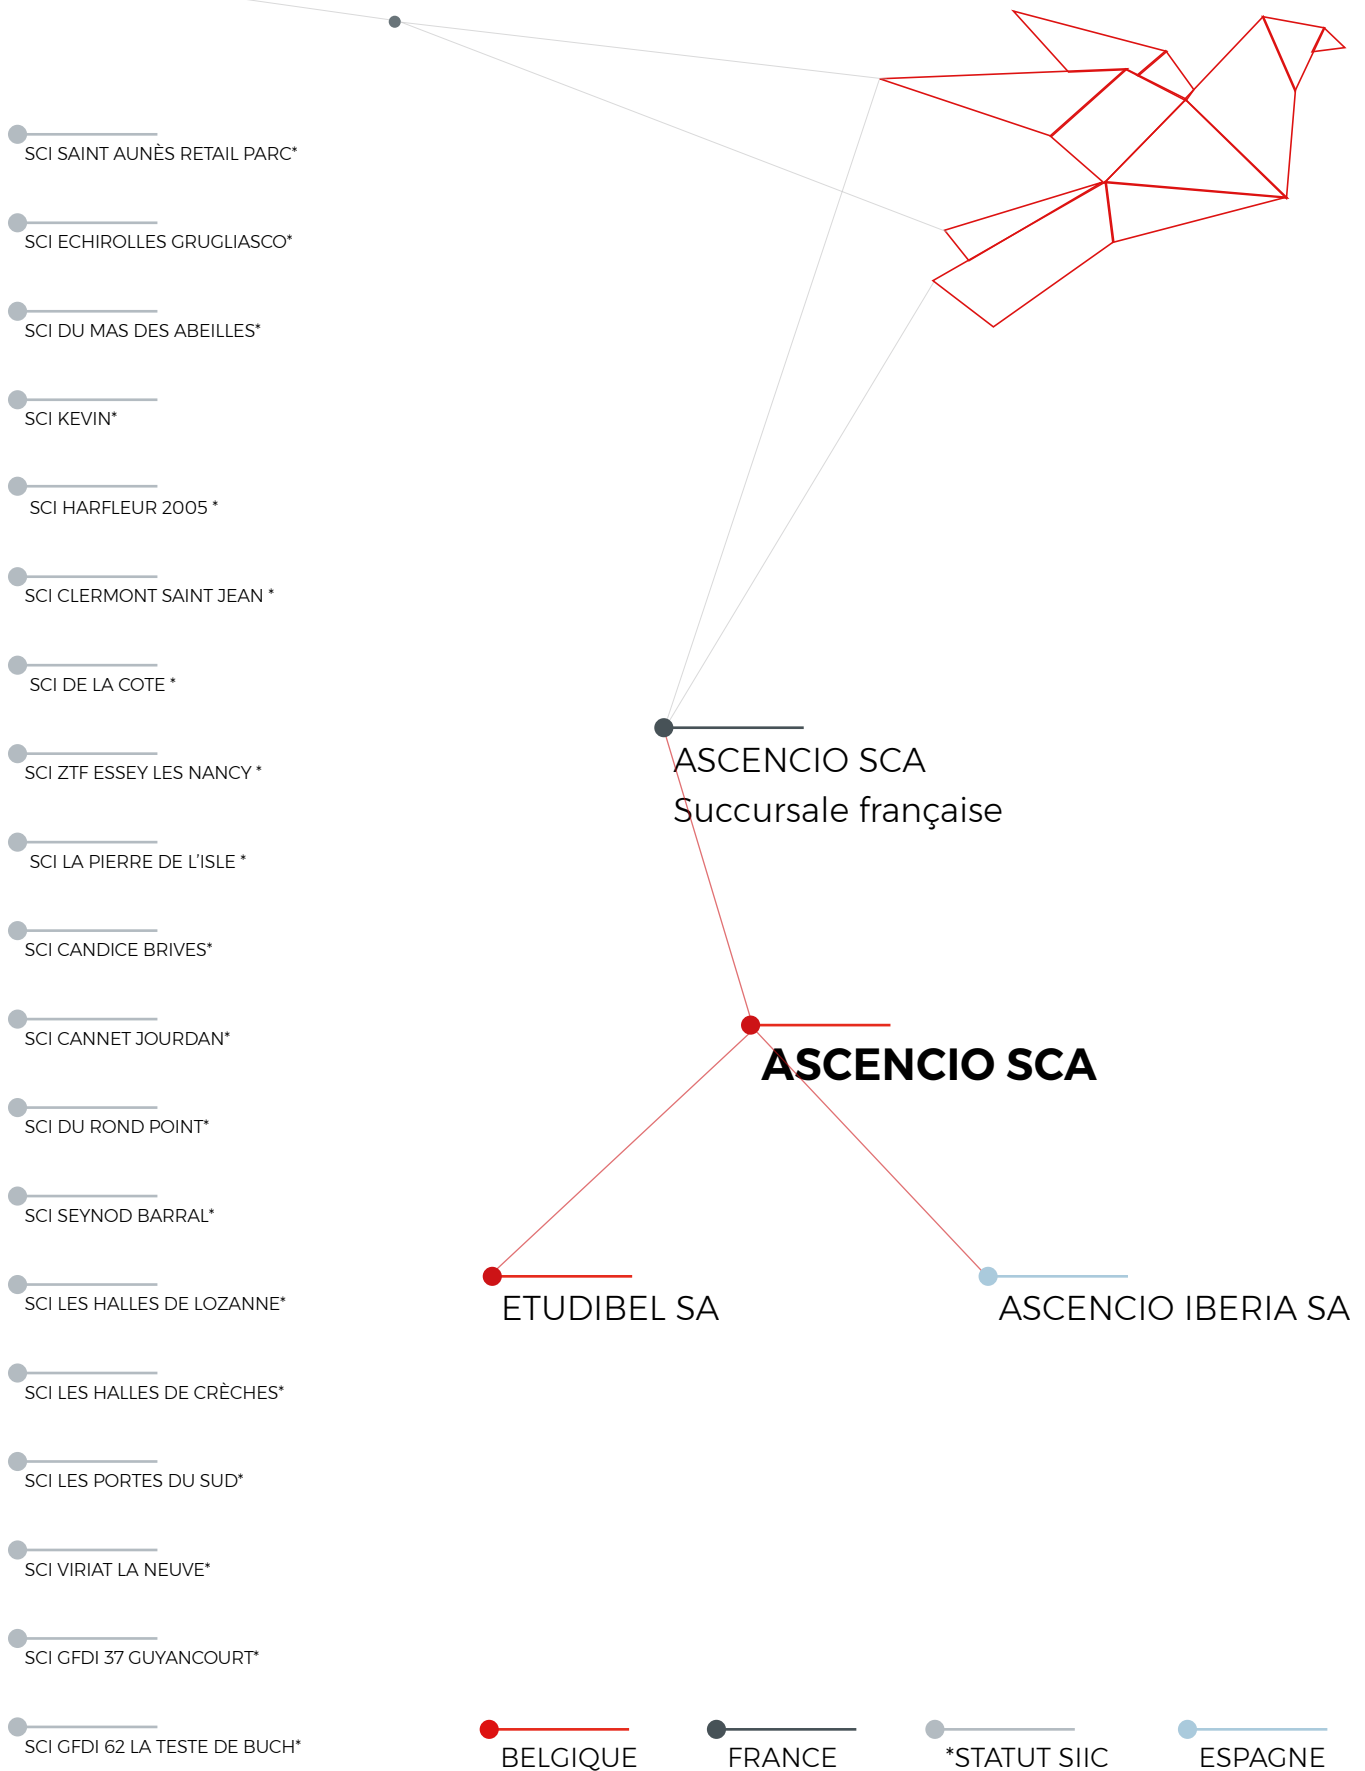 SCI SAINT AUNÈS RETAIL PARC*
SCI ECHIROLLES GRUGLIASCO*
SCI DU MAS DES ABEILLES*
SCI KEVIN*
SCI HARFLEUR 2005 *
SCI CLERMONT SAINT JEAN *
SCI DE LA COTE *
SCI ZTF ESSEY LES NANCY *
SCI LA PIERRE DE L'ISLE *
SCI CANDICE BRIVES*
SCI CANNET JOURDAN*
SCI DU ROND POINT*
SCI SEYNOD BARRAL*
SCI LES HALLES DE LOZANNE*
SCI LES HALLES DE CRÈCHES*
SCI LES PORTES DU SUD*
SCI VIRIAT LA NEUVE*
SCI GFDI 37 GUYANCOURT*
SCI GFDI 62 LA TESTE DE BUCH*
ASCENCIO SCA
Succursale française
ASCENCIO SCA
ETUDIBEL SA
ASCENCIO IBERIA SA
BELGIQUE
FRANCE
*STATUT SIIC
ESPAGNE